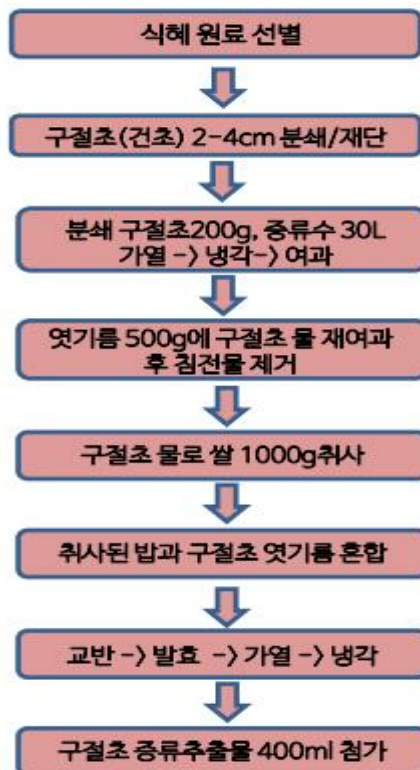 식혜 원료 선별
구절초(건초) 2-4cm 분쇄/재단
분쇄 구절초200g, 증류수 30L
가열 -> 냉각-> 여과
엿기름 500g에 구절초 물 재여과
후 침전물 제거
구절초 물로 쌀 1000g취사
취사된 밥과 구절초 엿기름 혼합
교반 -> 발효 -> 가열 -> 냉각
구절초 증류추출물 400ml 첨가